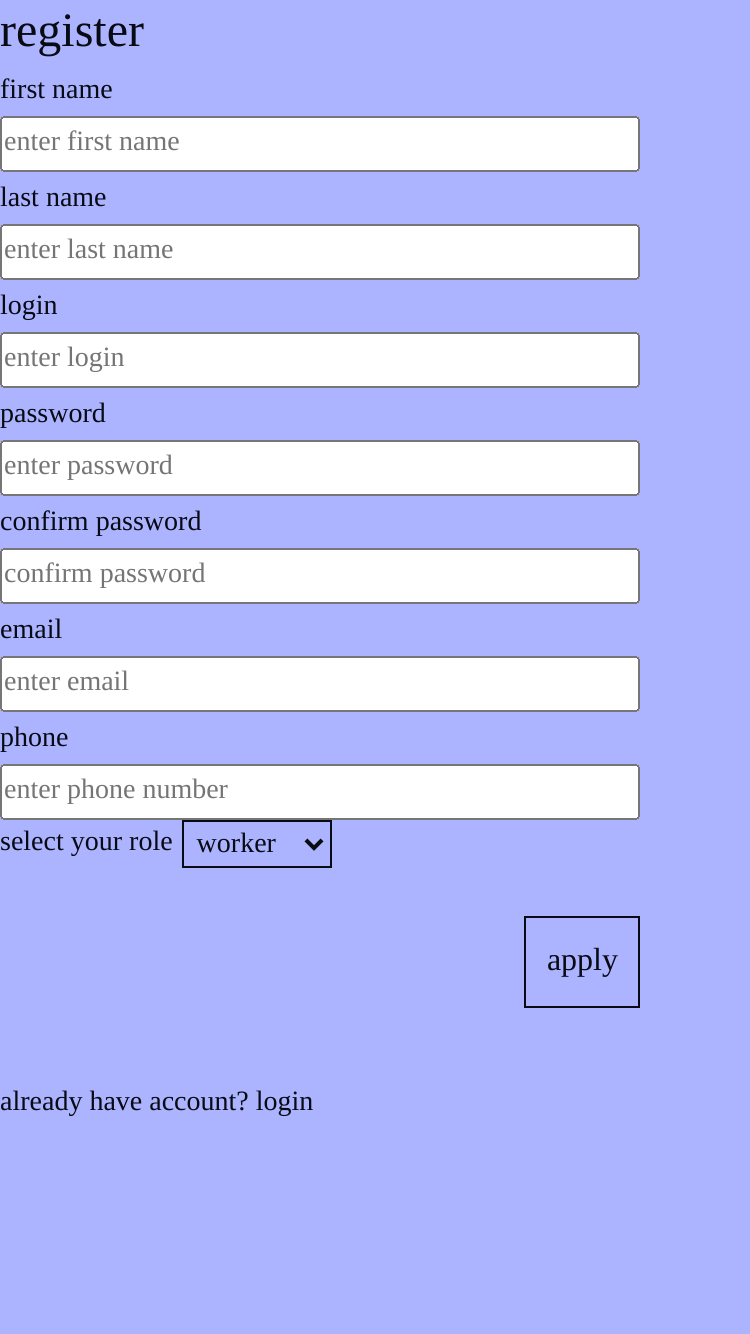 register
first name
enter first name
last name
enter last name
login
enter login
password
enter password
confirm password
confirm password
email
enter email
phone
enter phone number
select your role worker
apply
already have account? login